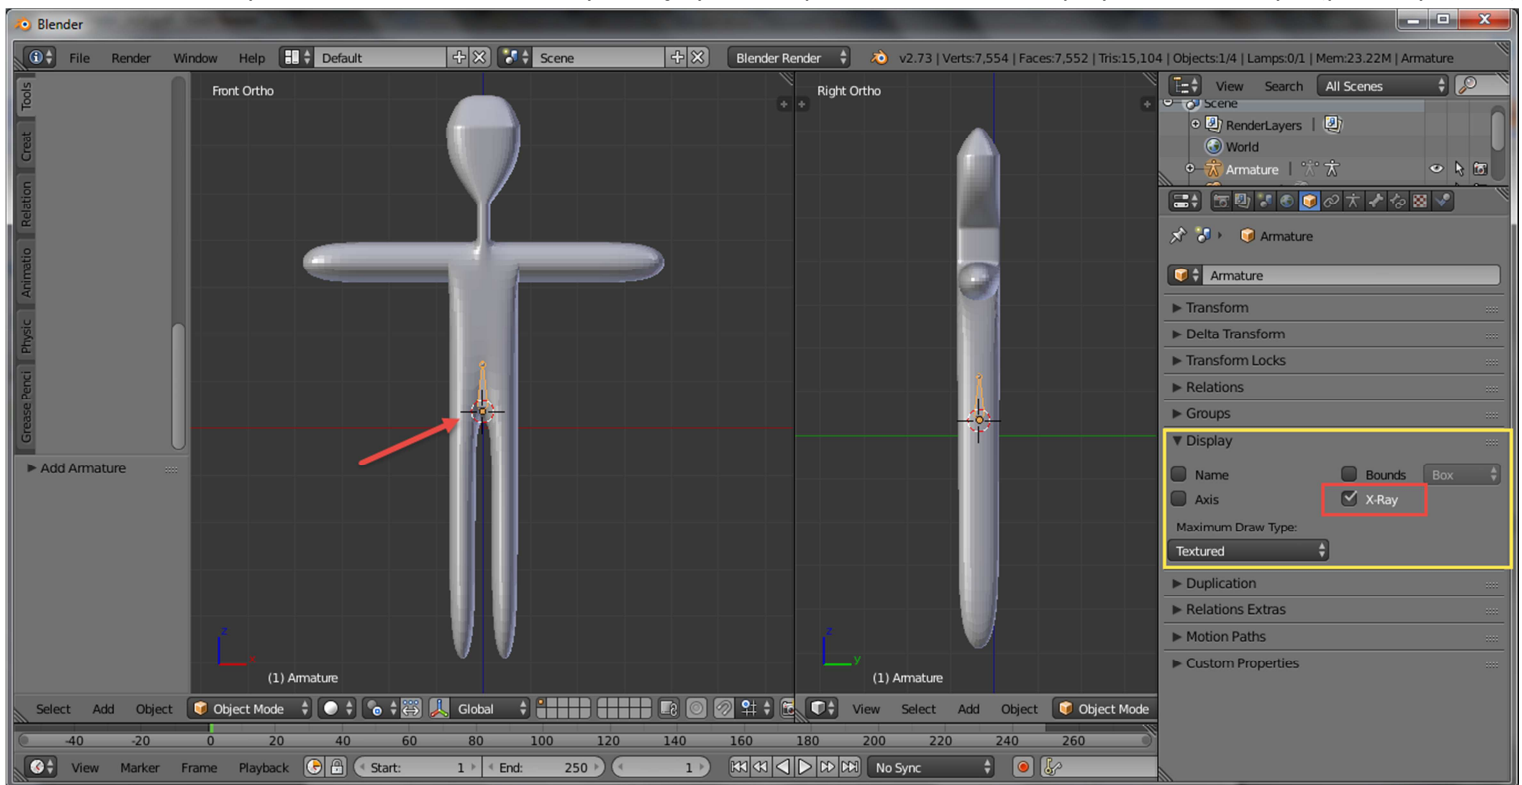 Blender
File Render Window Help Default Scene Blender Render v2.73 | Verts:7,554 | Faces:7,552 | Tris:15,104 | Objects:1/4 | Lamps:0/1 | Mem:23.22M | Armature
Tools
Creat
Relation
Animatio
Physic
Grease Penci
Add Armature
Front Ortho
z
(1) Armature
Right Ortho
z
y
(1) Armature
View Search All Scenes
Scene
RenderLayers |
World
Armature |
Armature
Armature
Transform
Delta Transform
Transform Locks
Relations
Groups
Display
Name Bounds Box
Axis X-Ray
Maximum Draw Type:
Textured
Duplication
Relations Extras
Motion Paths
Custom Properties
Select Add Object Object Mode Global
View Select Add Object Object Mode
-40 -20 0 20 40 60 80 100 120 140 160 180 200 220 240 260
View Marker Frame Playback Start: 1 End: 250 1 No Sync